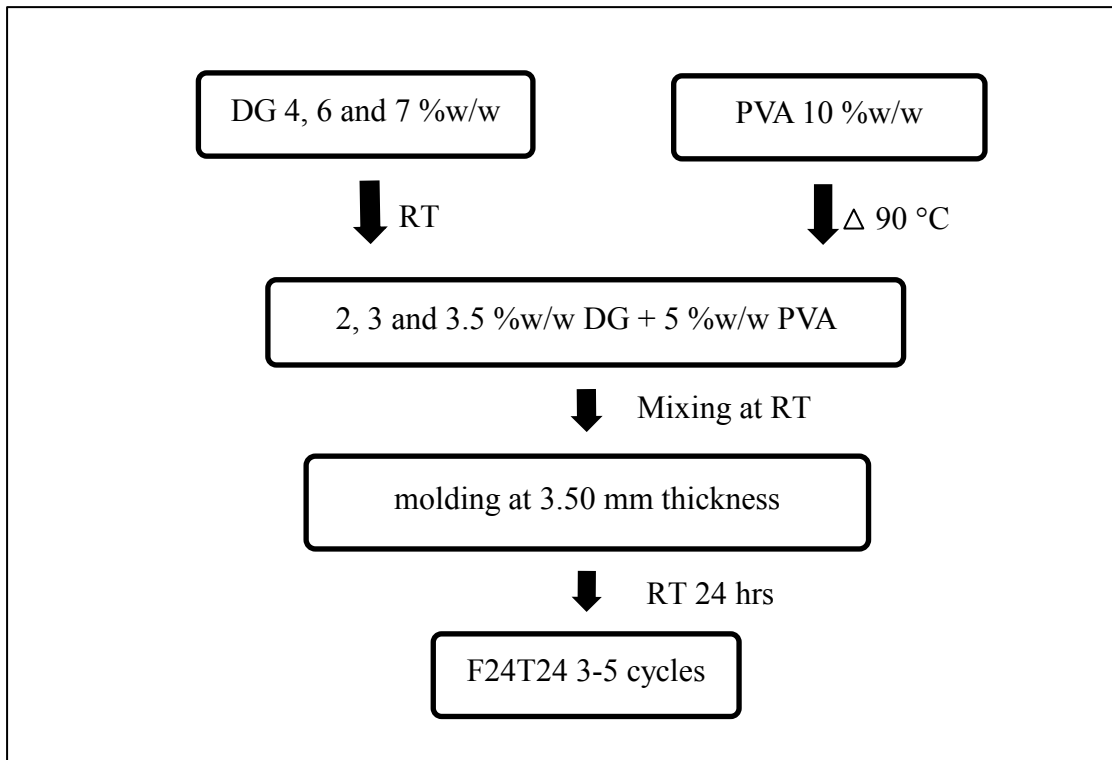 DG 4, 6 and 7 %w/w
PVA 10 %w/w
RT
△ 90 °C
2, 3 and 3.5 %w/w DG + 5 %w/w PVA
Mixing at RT
molding at 3.50 mm thickness
RT 24 hrs
F24T24 3-5 cycles